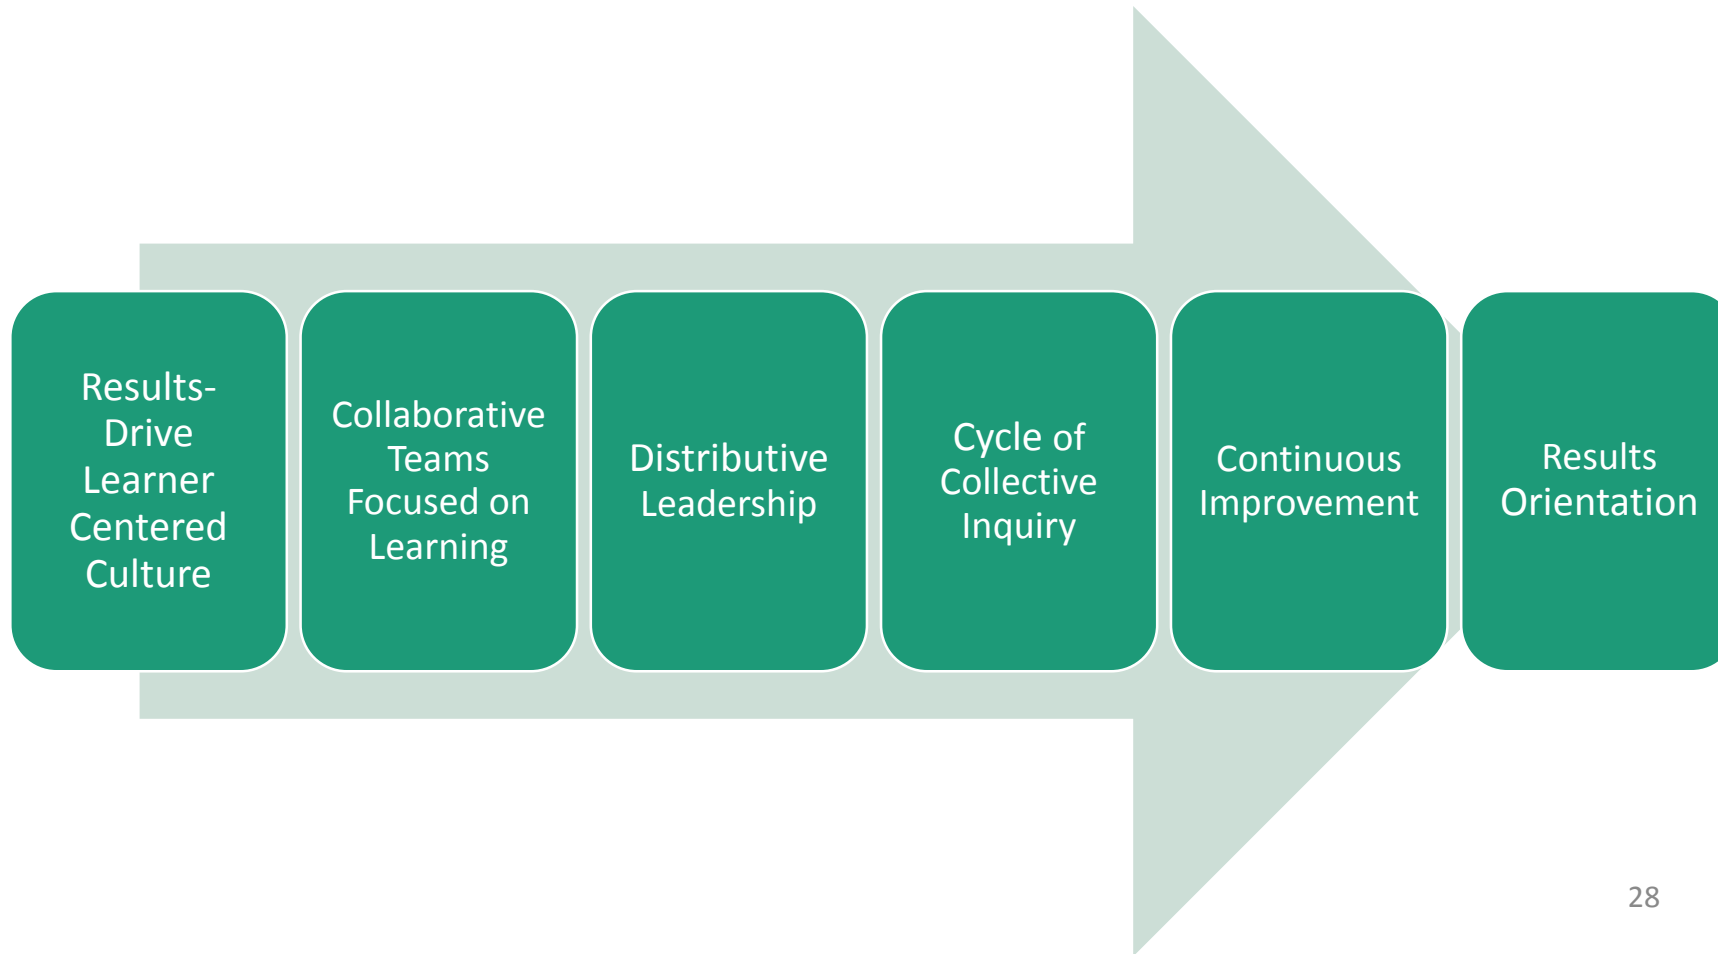 Results-
Drive
Learner
Centered
Culture
Collaborative
Teams
Focused on
Learning
Distributive
Leadership
Cycle of
Collective
Inquiry
Continuous
Improvement
Results
Orientation
28